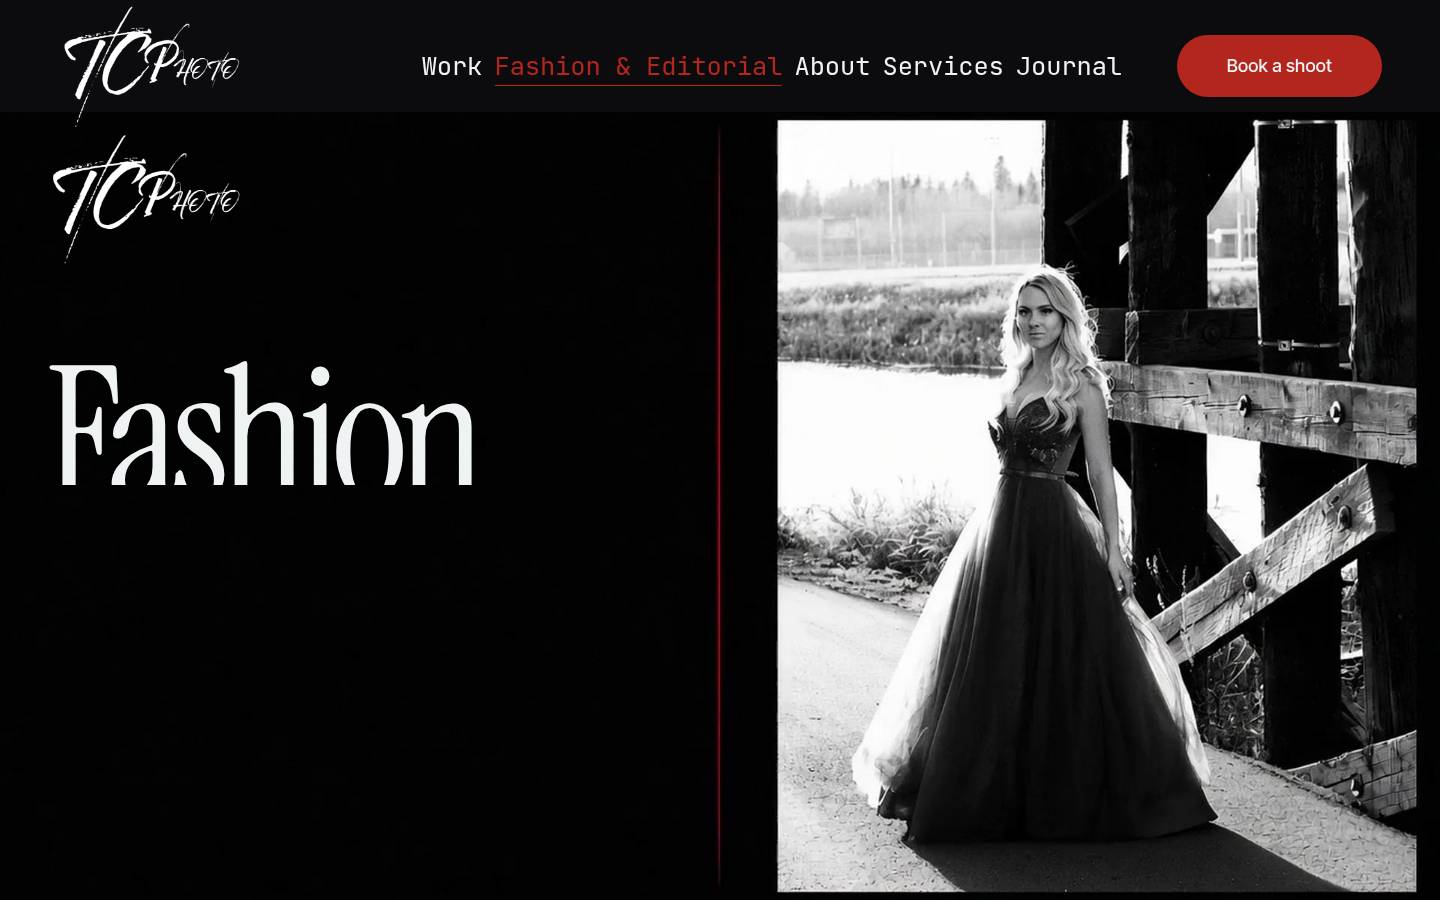 TCPHOTO
Work Fashion & Editorial About Services Journal
Book a shoot
TCPHOTO
Fashion